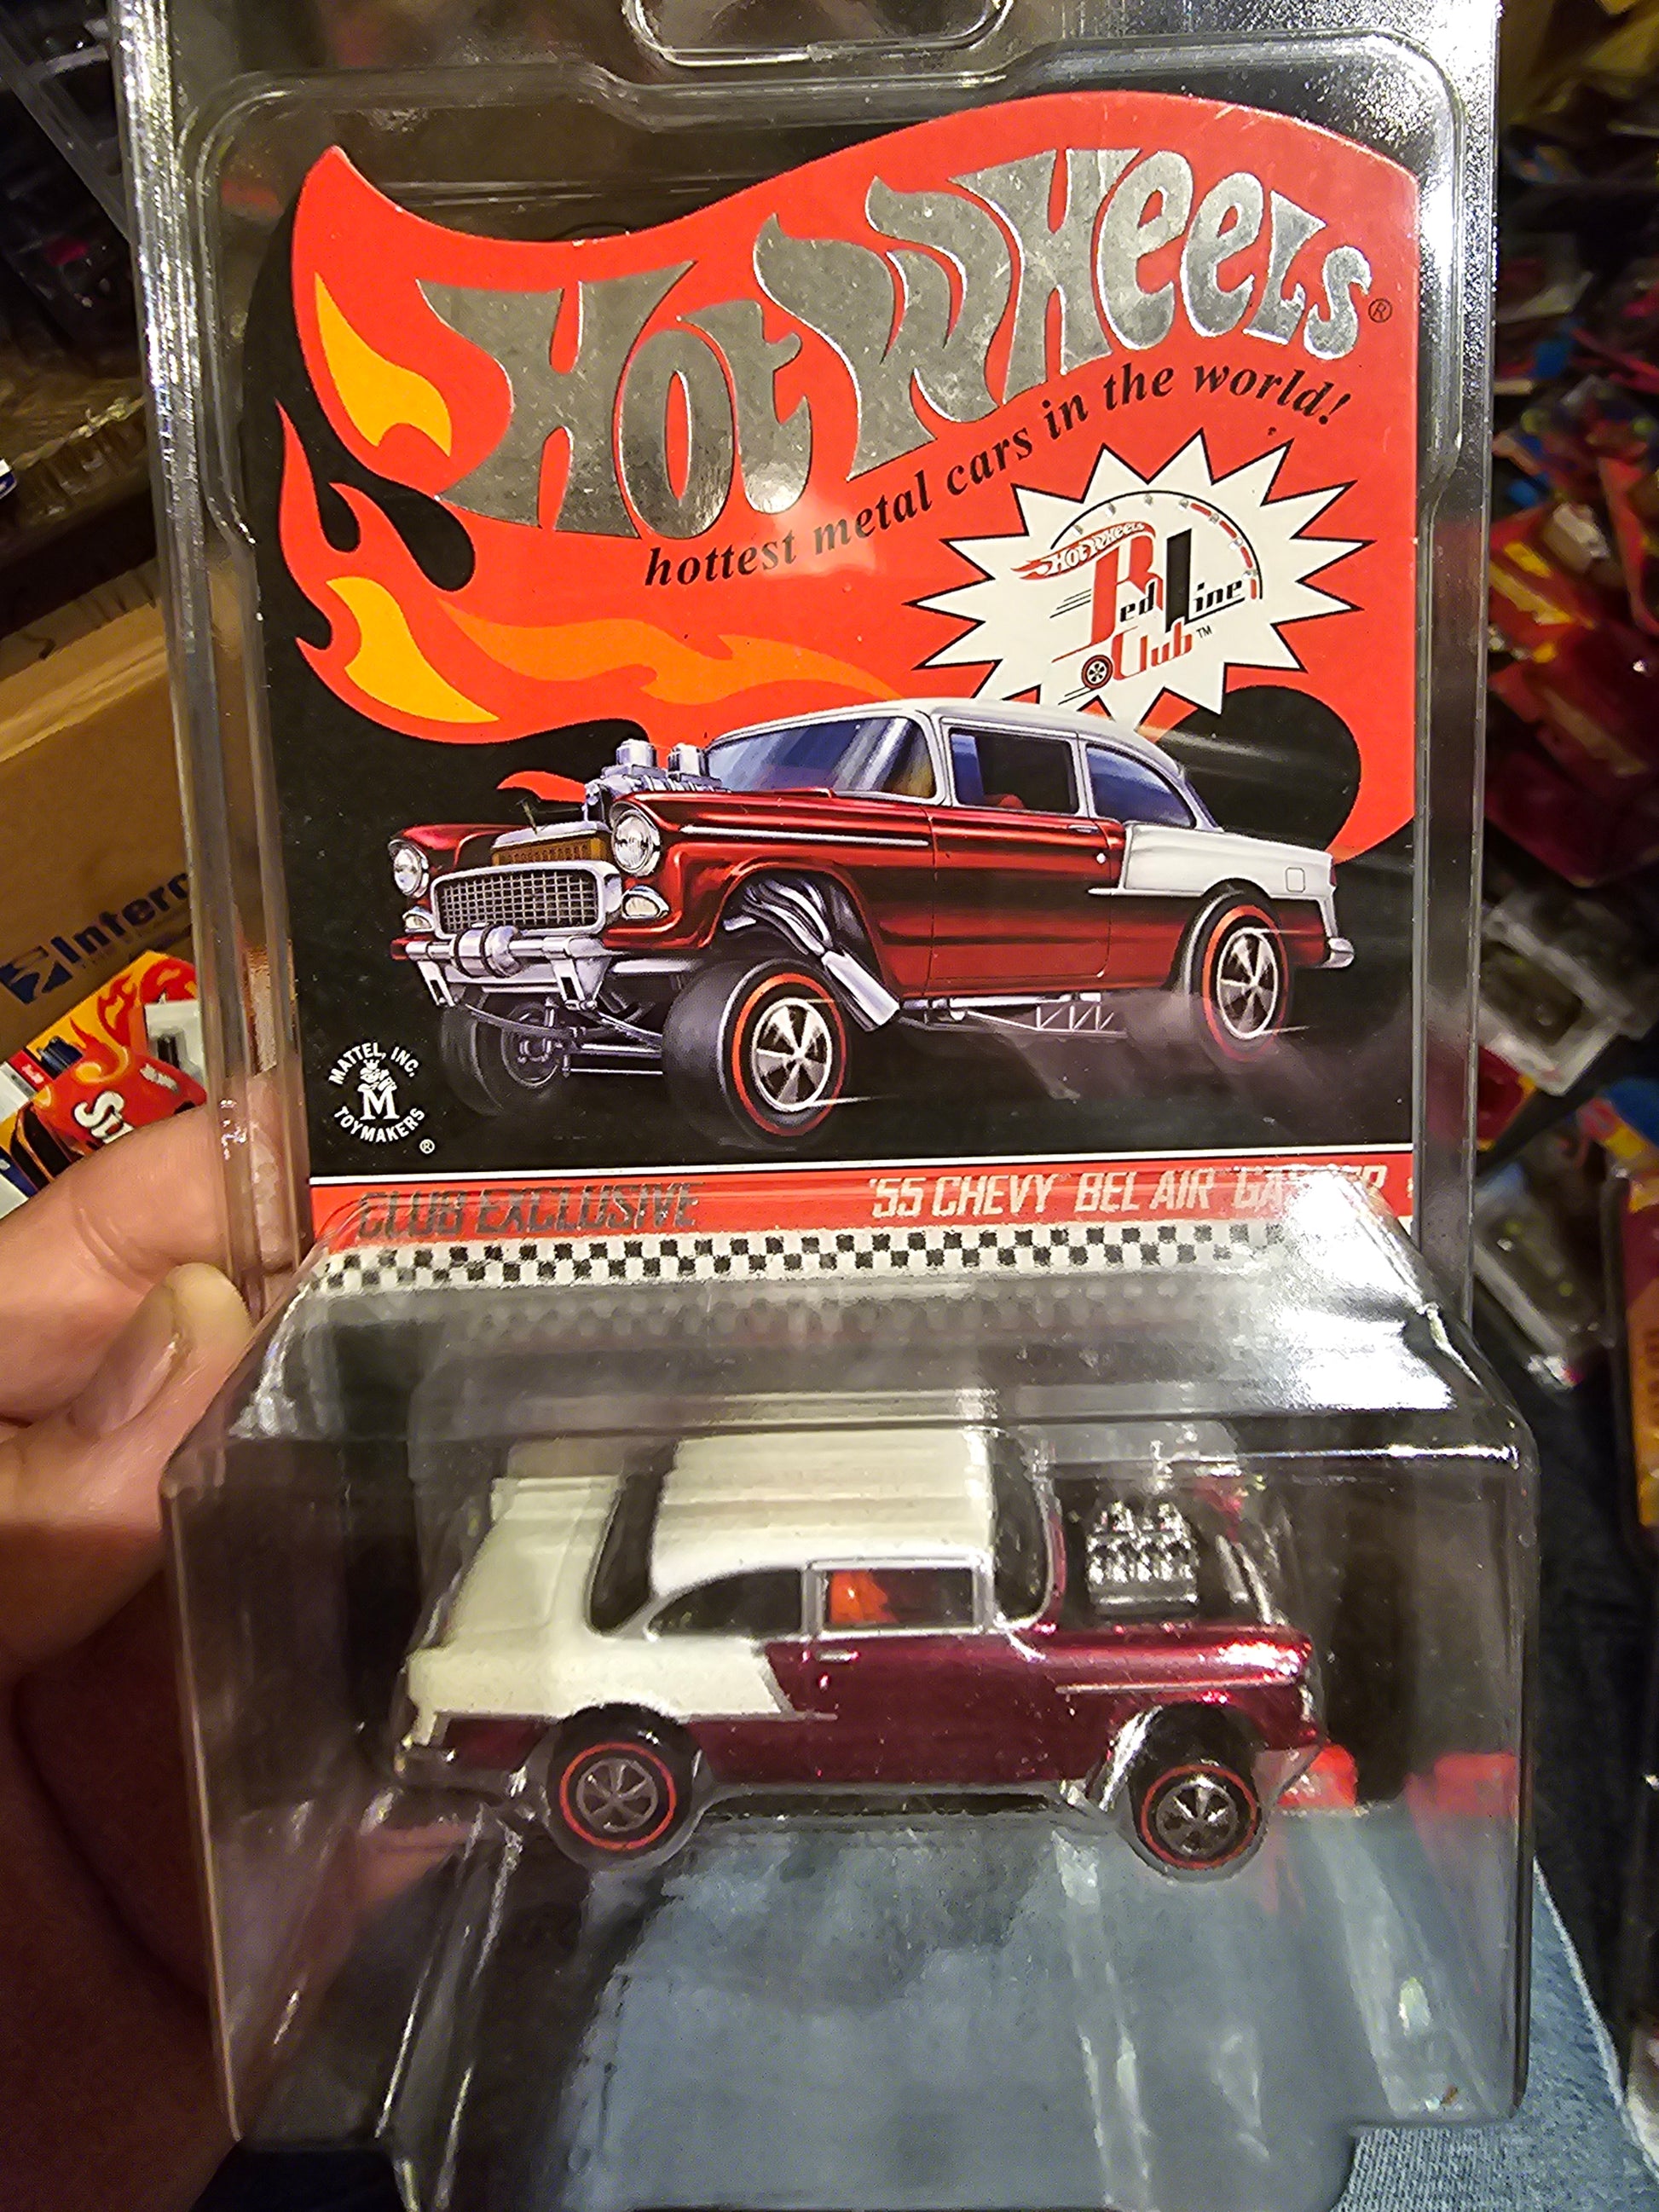 Hot Wheels®
hottest metal cars in the world!
Hot Wheels
Red Line
Club™
MATTEL, INC.
M
TOYMAKERS
®
CLUB EXCLUSIVE
'55 CHEVY BEL AIR GASSER